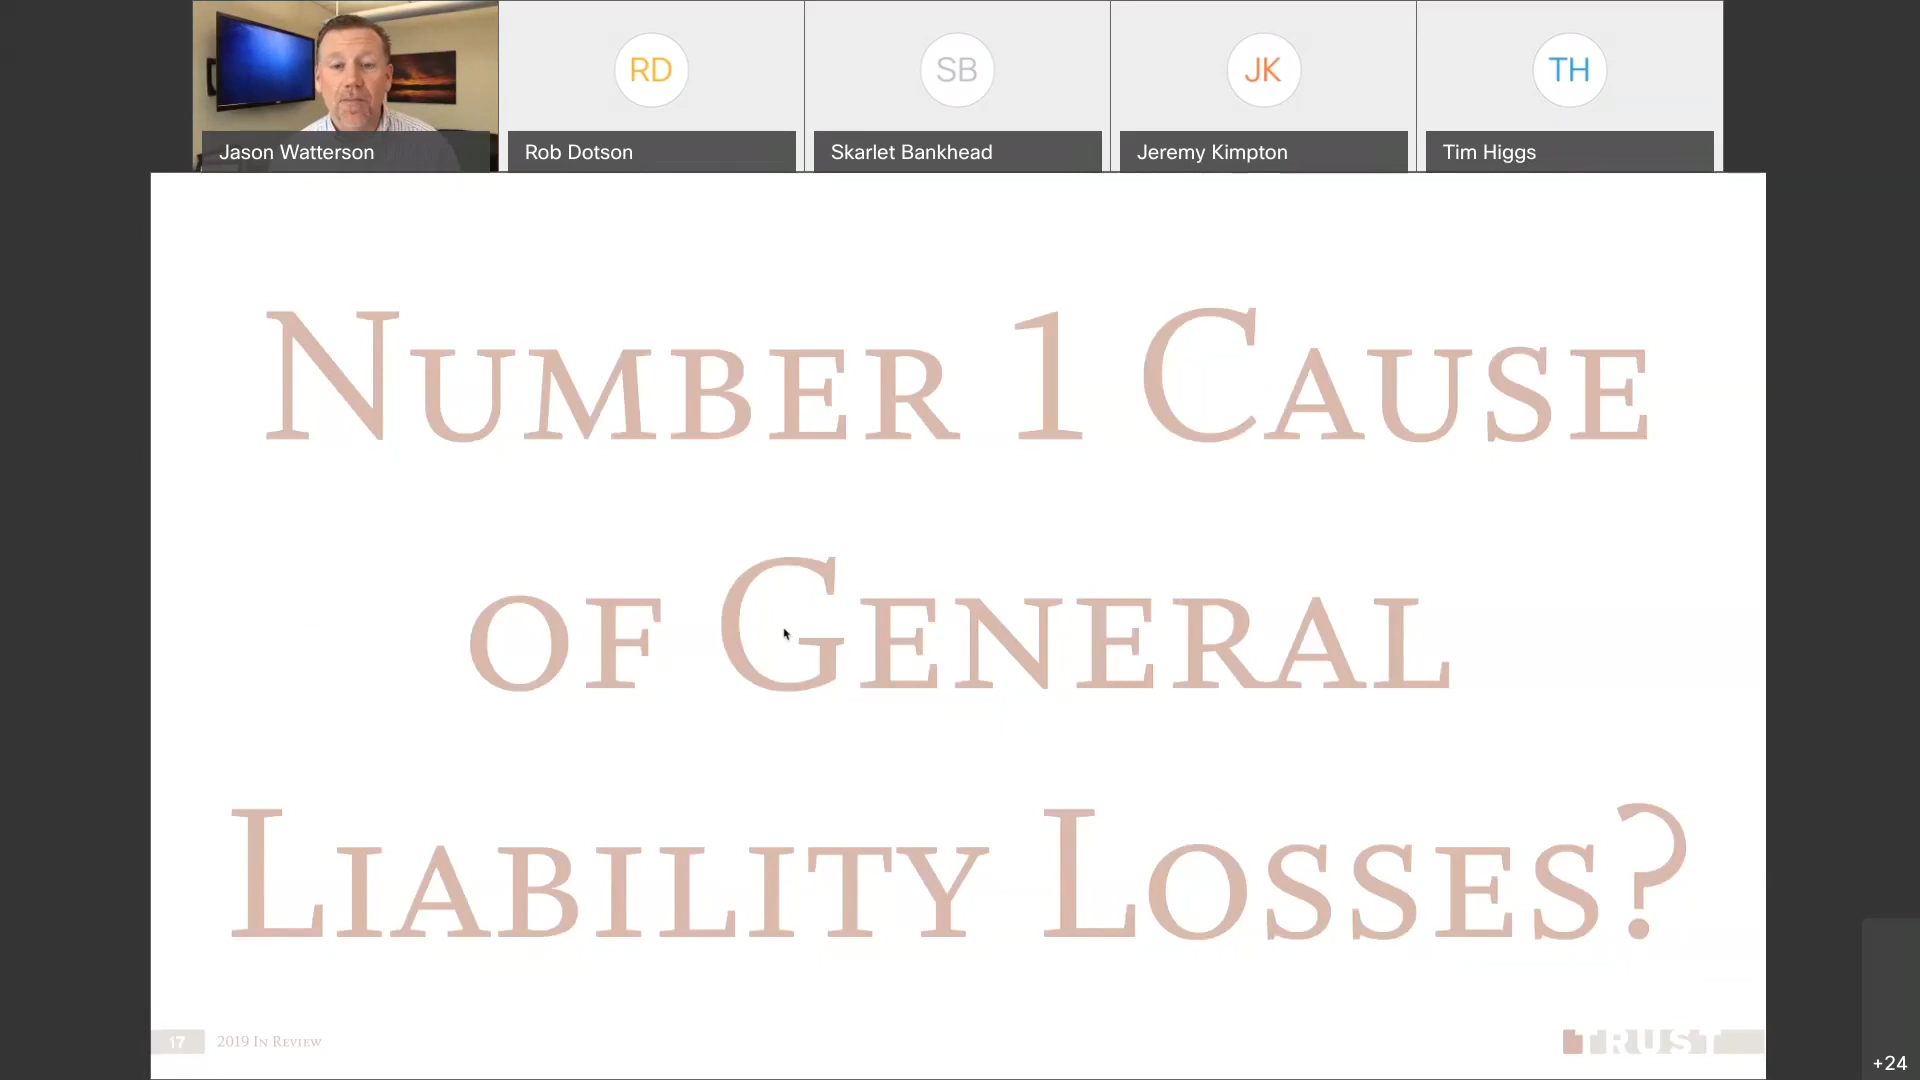 RD
SB
JK
TH
Jason Watterson
Rob Dotson
Skarlet Bankhead
Jeremy Kimpton
Tim Higgs
Number 1 Cause
of General
Liability Losses?
17 2019 In Review
TRUST
+24